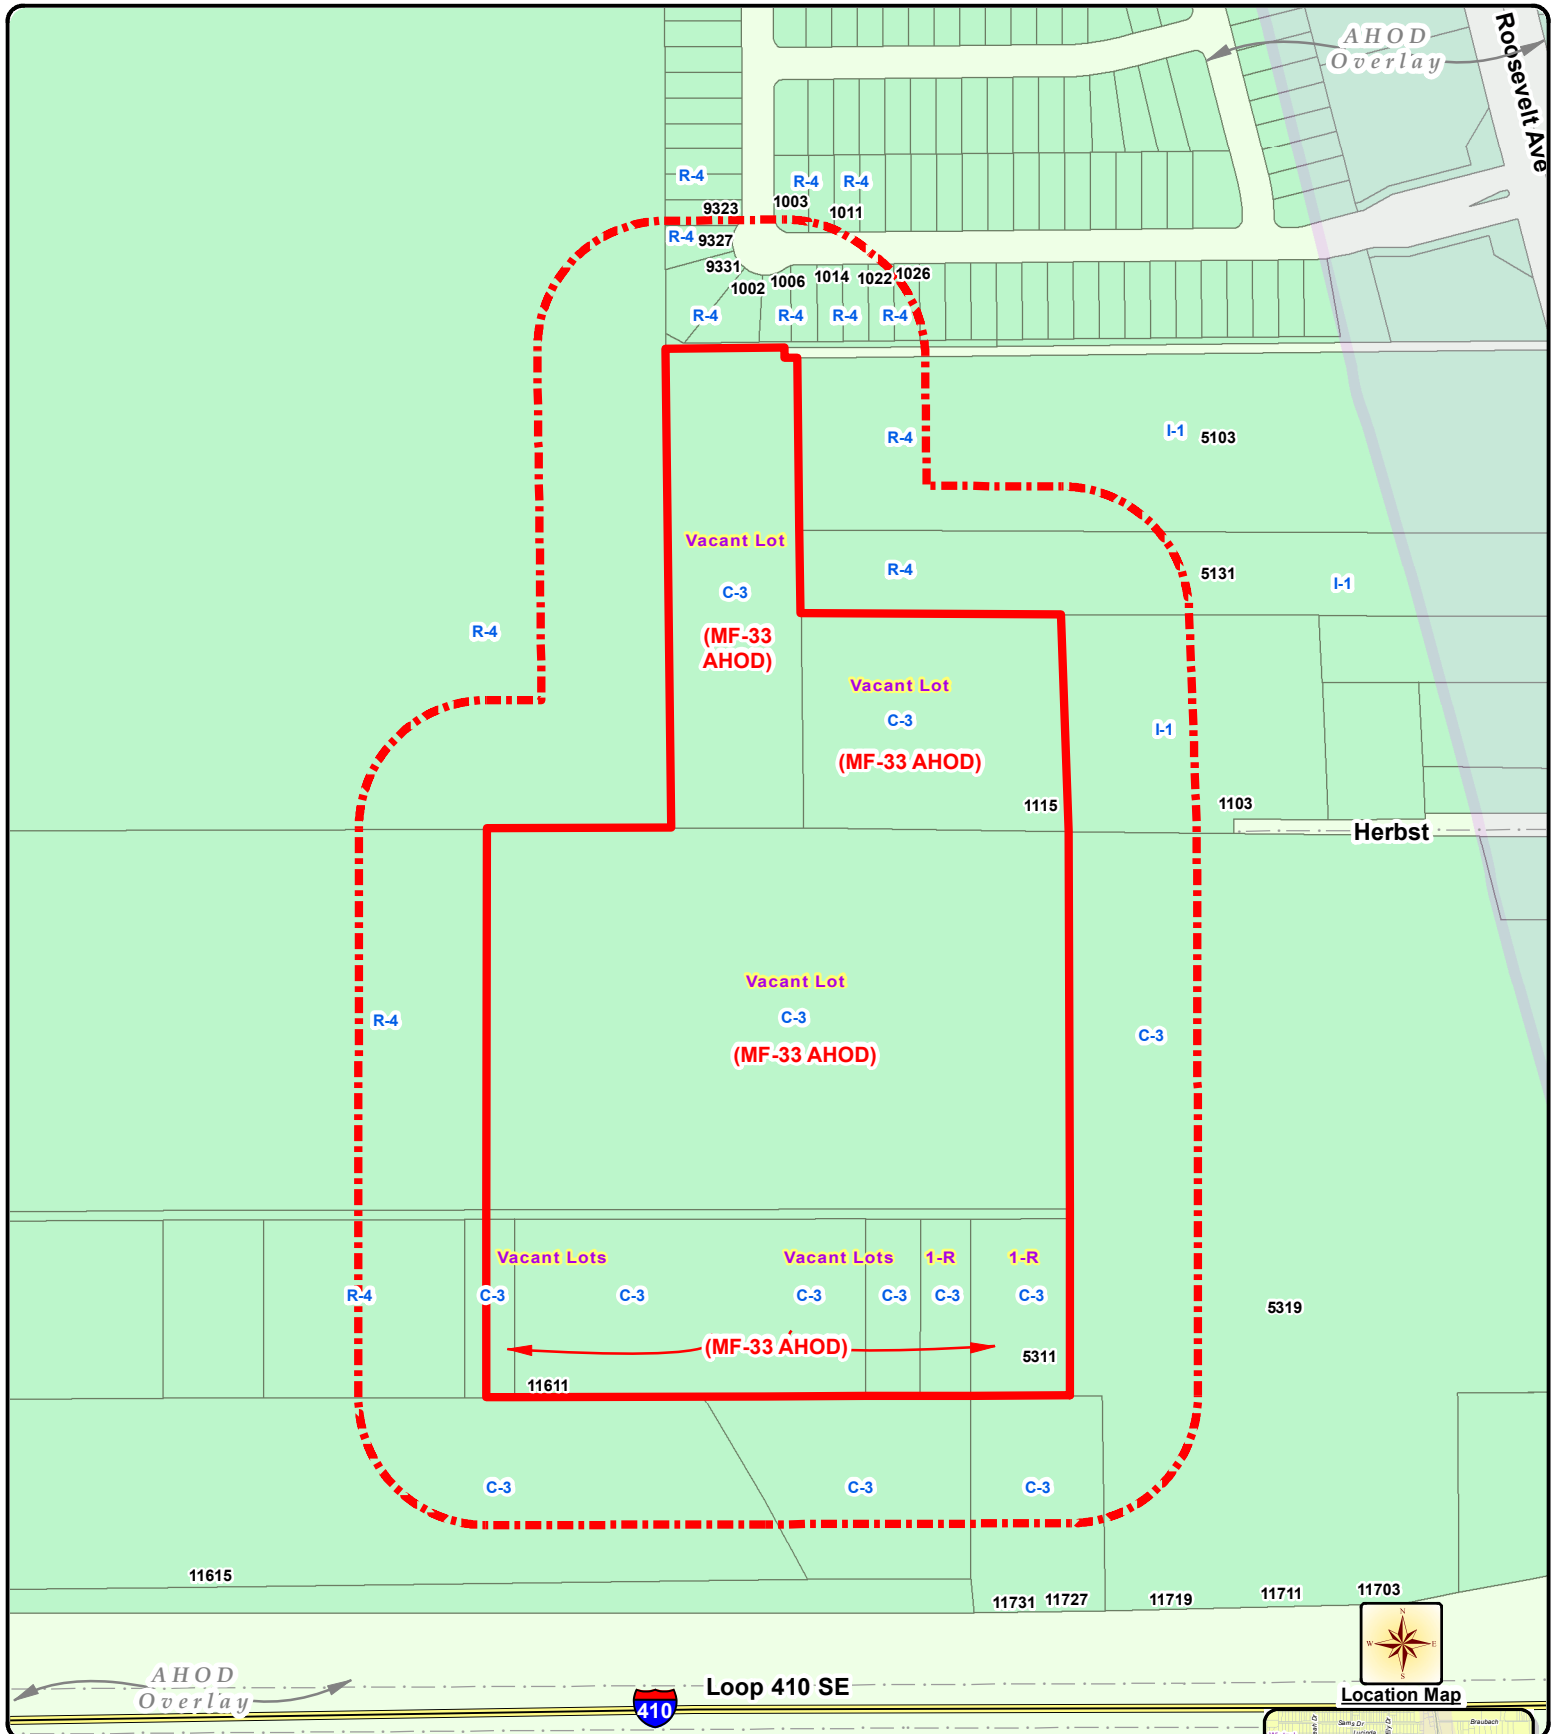 AHOD
Overlay
Roosevelt Ave
R-4
R-4
R-4
9323
1003
1011
R-4
9327
9331
1002
1006
1014
1022
1026
R-4
R-4
R-4
R-4
R-4
I-1
5103
Vacant Lot
C-3
(MF-33
AHOD)
R-4
5131
I-1
R-4
Vacant Lot
C-3
(MF-33 AHOD)
I-1
1115
1103
Herbst
Vacant Lot
C-3
(MF-33 AHOD)
R-4
C-3
Vacant Lots
Vacant Lots
1-R
1-R
R-4
C-3
C-3
C-3
C-3
C-3
C-3
5319
(MF-33 AHOD)
5311
11611
C-3
C-3
C-3
11615
11731
11727
11719
11711
11703
N
W
E
S
Location Map
AHOD
Overlay
Loop 410 SE
410
Sams Dr
Braubach